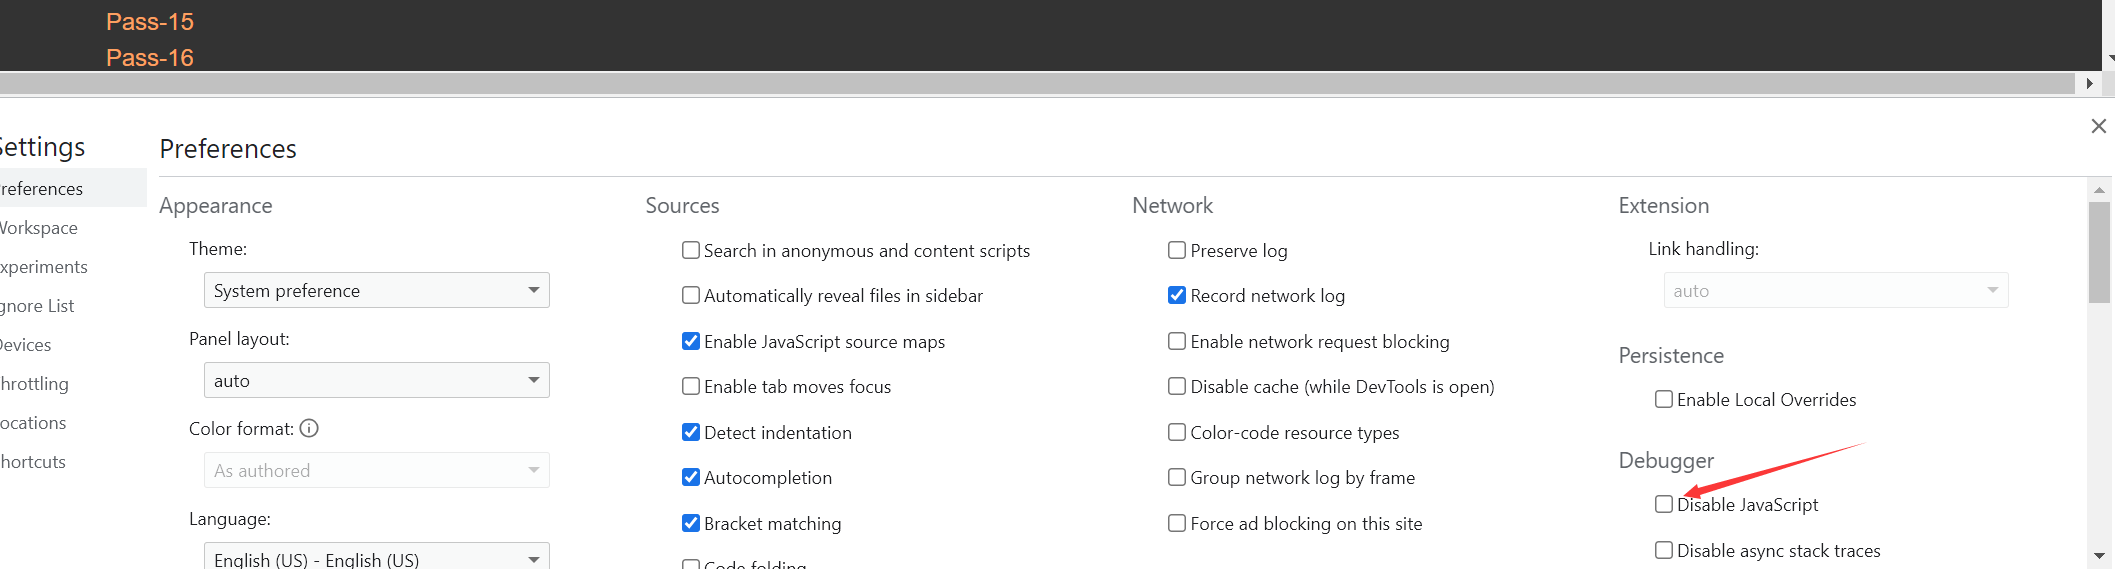 Pass-15
Pass-16
Settings
references
Workspace
xperiments
gnore List
Devices
hrottling
ocations
hortcuts
Preferences
Appearance
Theme:
System preference
Panel layout:
auto
Color format:
As authored
Language:
English (US) - English (US)
Sources
Search in anonymous and content scripts
Automatically reveal files in sidebar
Enable JavaScript source maps
Enable tab moves focus
Detect indentation
Autocompletion
Bracket matching
Code folding
Network
Preserve log
Record network log
Enable network request blocking
Disable cache (while DevTools is open)
Color-code resource types
Group network log by frame
Force ad blocking on this site
Extension
Link handling:
auto
Persistence
Enable Local Overrides
Debugger
Disable JavaScript
Disable async stack traces